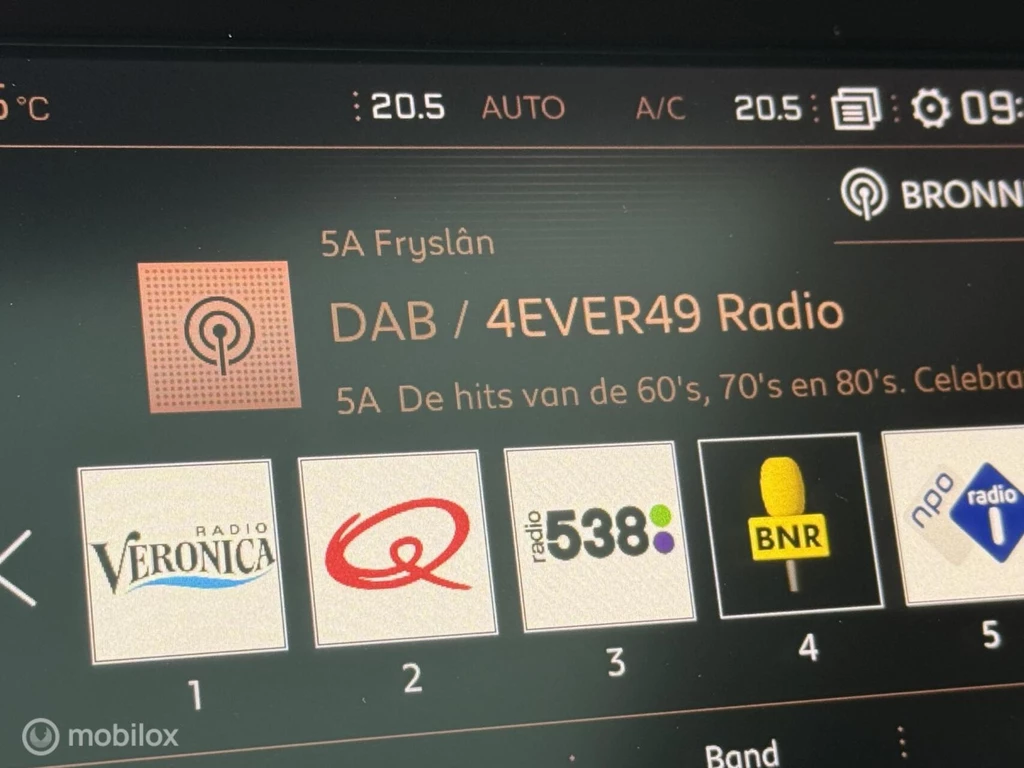 °C 20.5 AUTO A/C 20.5 09:
BRONN
5A Fryslân
DAB / 4EVER49 Radio
5A De hits van de 60's, 70's en 80's. Celebra
RADIO
VERONICA
Q
radio 538
BNR
npo radio 1
1 2 3 4 5
Band
mobilox